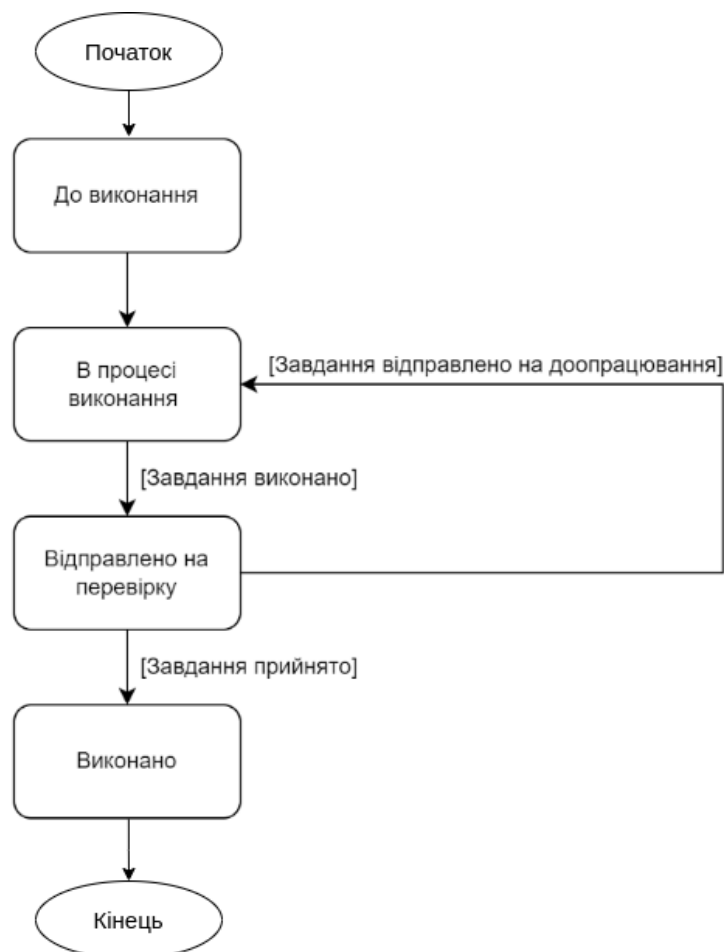 Початок
До виконання
В процесі
виконання
[Завдання відправлено на доопрацювання]
[Завдання виконано]
Відправлено на
перевірку
[Завдання прийнято]
Виконано
Кінець